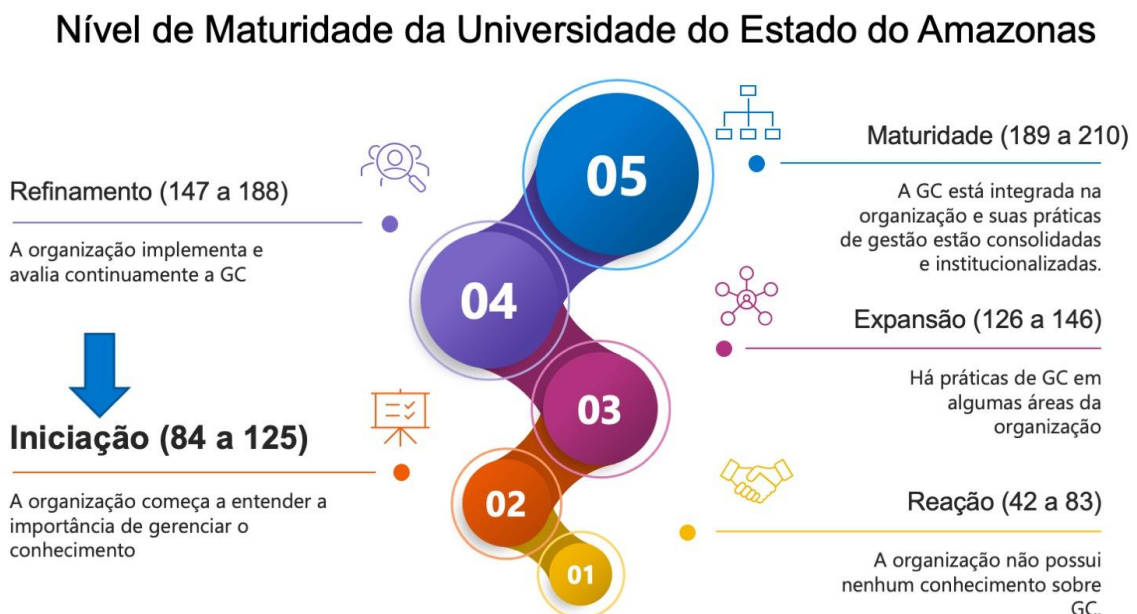 Nível de Maturidade da Universidade do Estado do Amazonas
05
Maturidade (189 a 210)
A GC está integrada na
organização e suas práticas
de gestão estão consolidadas
e institucionalizadas.
Refinamento (147 a 188)
A organização implementa e
avalia continuamente a GC
04
Expansão (126 a 146)
Há práticas de GC em
algumas áreas da
organização
03
Iniciação (84 a 125)
A organização começa a entender a
importância de gerenciar o
conhecimento
02
Reação (42 a 83)
A organização não possui
nenhum conhecimento sobre
GC.
01